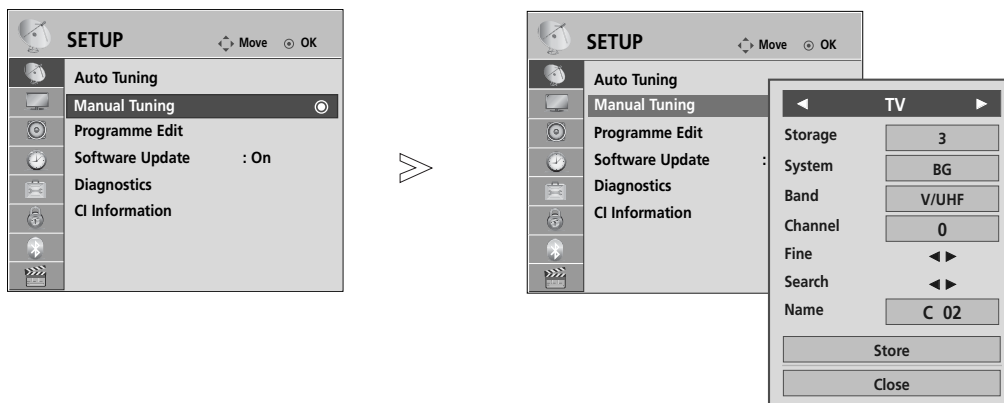 SETUP Move OK
Auto Tuning
Manual Tuning
Programme Edit
Software Update : On
Diagnostics
CI Information
SETUP Move OK
Auto Tuning
Manual Tuning
Programme Edit
Software Update :
Diagnostics
CI Information
◄ TV ►
Storage 3
System BG
Band V/UHF
Channel 0
Fine ◄ ►
Search ◄ ►
Name C 02
Store
Close